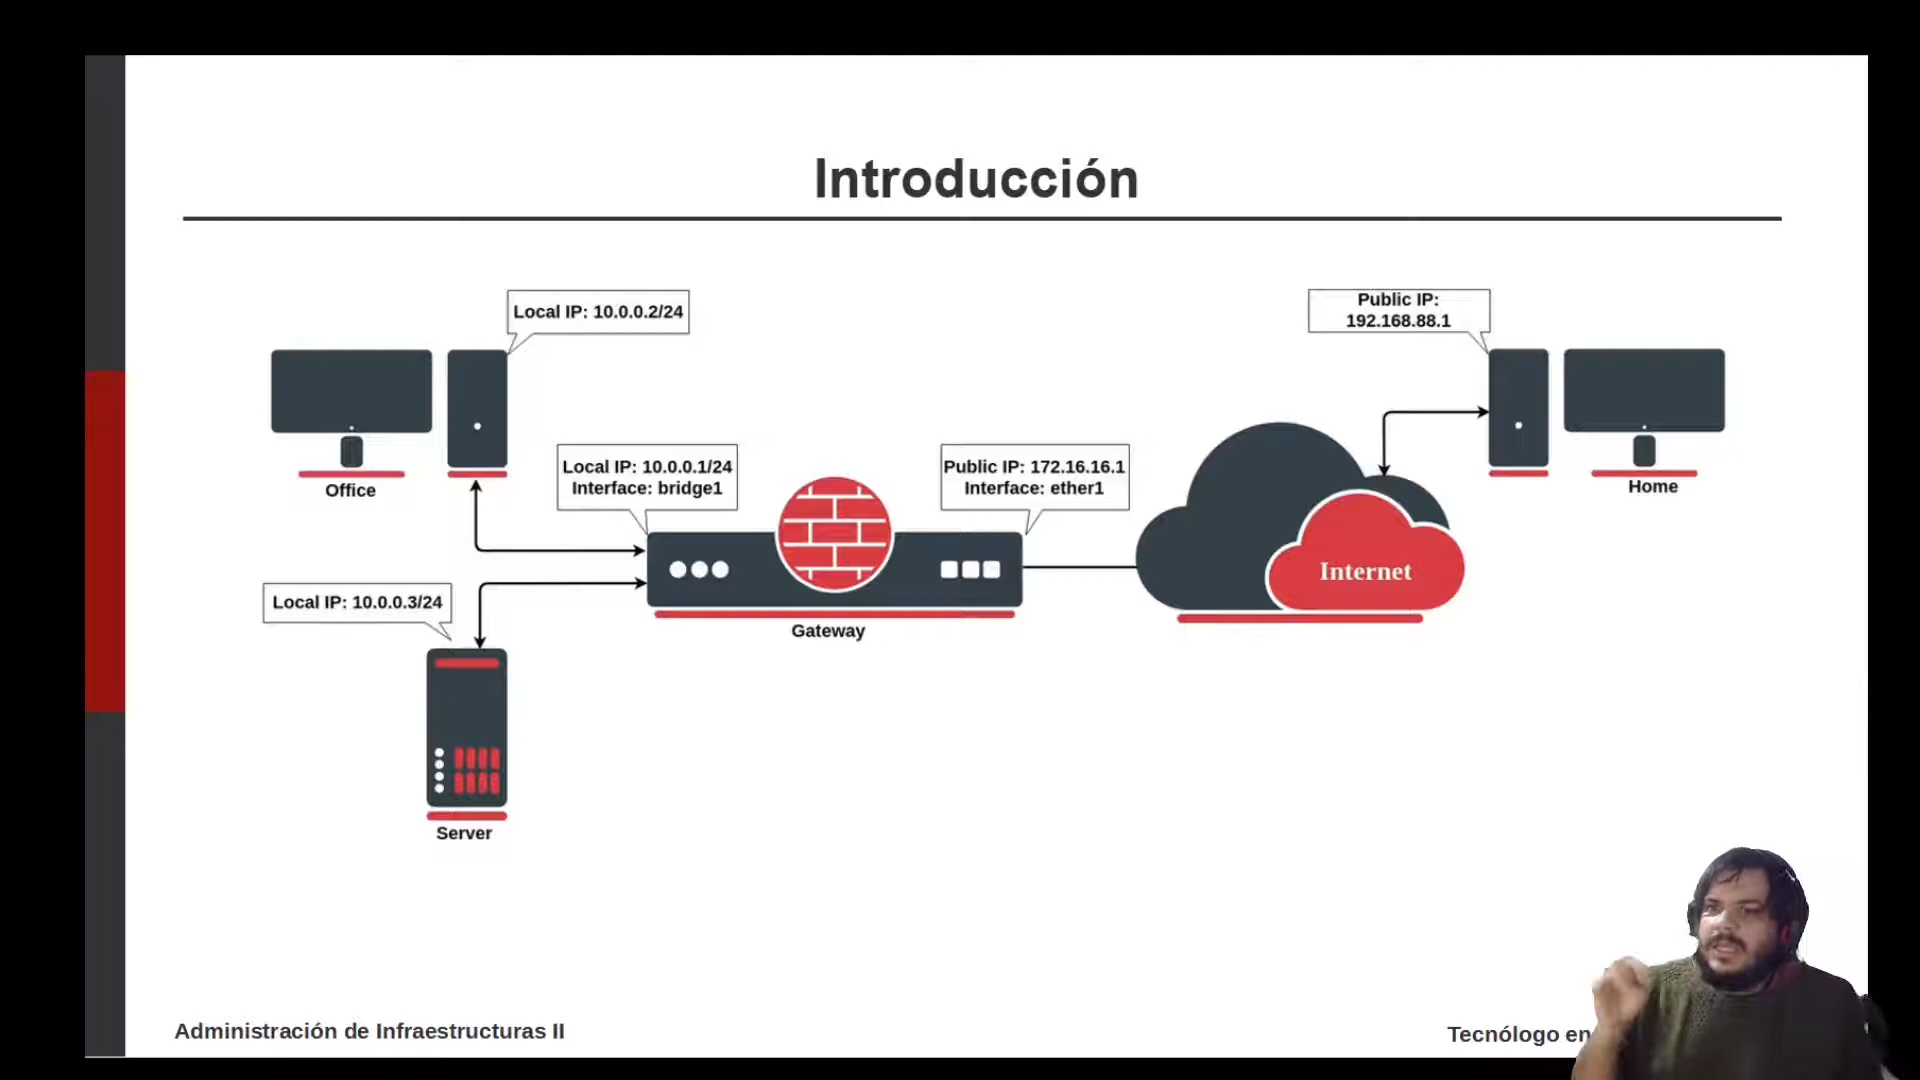 Introducción
Local IP: 10.0.0.2/24
Public IP:
192.168.88.1
Office
Home
Local IP: 10.0.0.1/24
Interface: bridge1
Public IP: 172.16.16.1
Interface: ether1
Internet
Local IP: 10.0.0.3/24
Gateway
Server
Administración de Infraestructuras II
Tecnólogo en